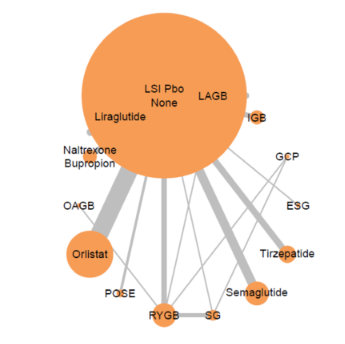 LSI Pbo
None
LAGB
Liraglutide
IGB
Naltrexone
Bupropion
GCP
OAGB
ESG
Orlistat
Tirzepatide
POSE
Semaglutide
RYGB
SG